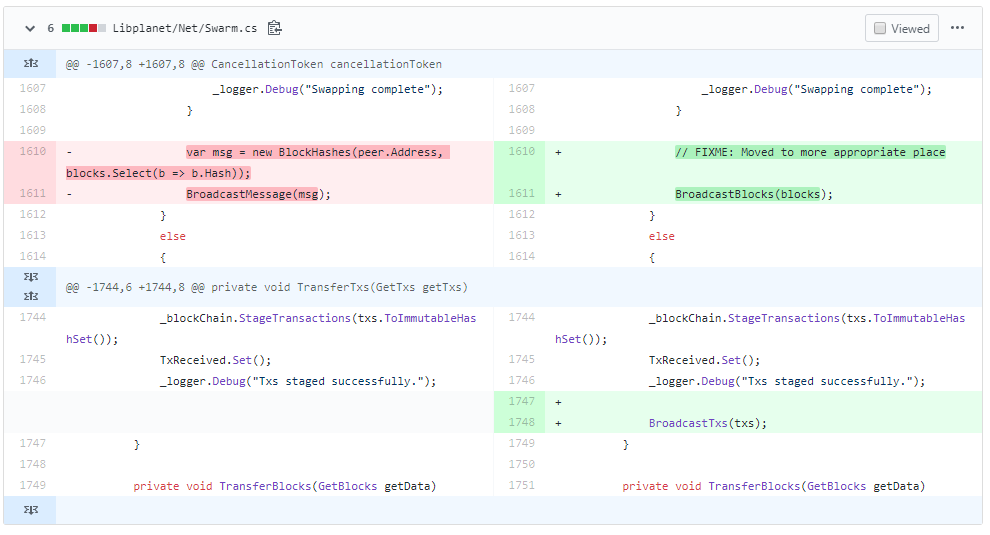 6 Libplanet/Net/Swarm.cs Viewed ...
@@ -1607,8 +1607,8 @@ CancellationToken cancellationToken
1607 _logger.Debug("Swapping complete"); 1607 _logger.Debug("Swapping complete");
1608 } 1608 }
1609 1609
1610 - var msg = new BlockHashes(peer.Address, 1610 + // FIXME: Moved to more appropriate place
blocks.Select(b => b.Hash));
1611 - BroadcastMessage(msg); 1611 + BroadcastBlocks(blocks);
1612 } 1612 }
1613 else 1613 else
1614 { 1614 {
@@ -1744,6 +1744,8 @@ private void TransferTxs(GetTxs getTxs)
1744 _blockChain.StageTransactions(txs.ToImmutableHa 1744 _blockChain.StageTransactions(txs.ToImmutableHa
shSet()); shSet());
1745 TxReceived.Set(); 1745 TxReceived.Set();
1746 _logger.Debug("Txs staged successfully."); 1746 _logger.Debug("Txs staged successfully.");
1747 +
1748 + BroadcastTxs(txs);
1747 } 1749 }
1748 1750
1749 private void TransferBlocks(GetBlocks getData) 1751 private void TransferBlocks(GetBlocks getData)